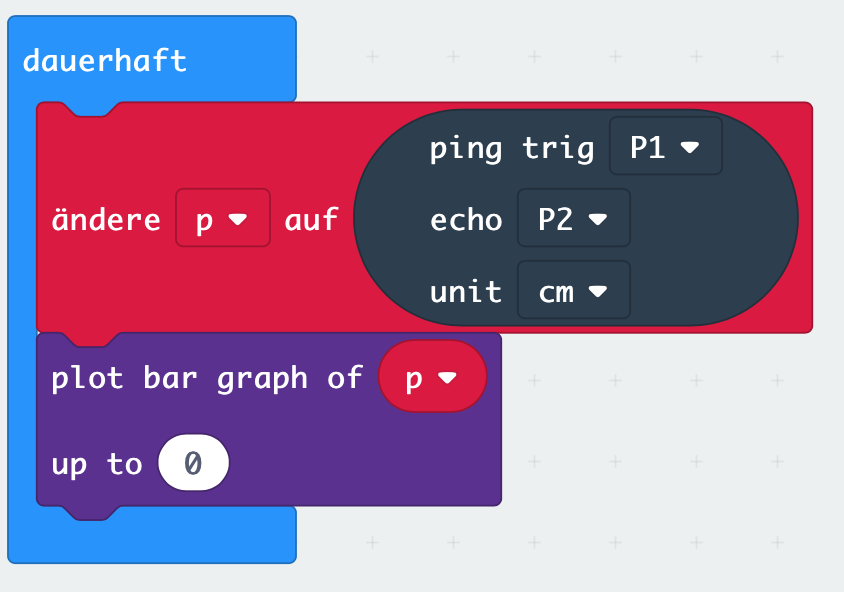 dauerhaft
ping trig P1
ändere p auf echo P2
unit cm
plot bar graph of p
up to 0